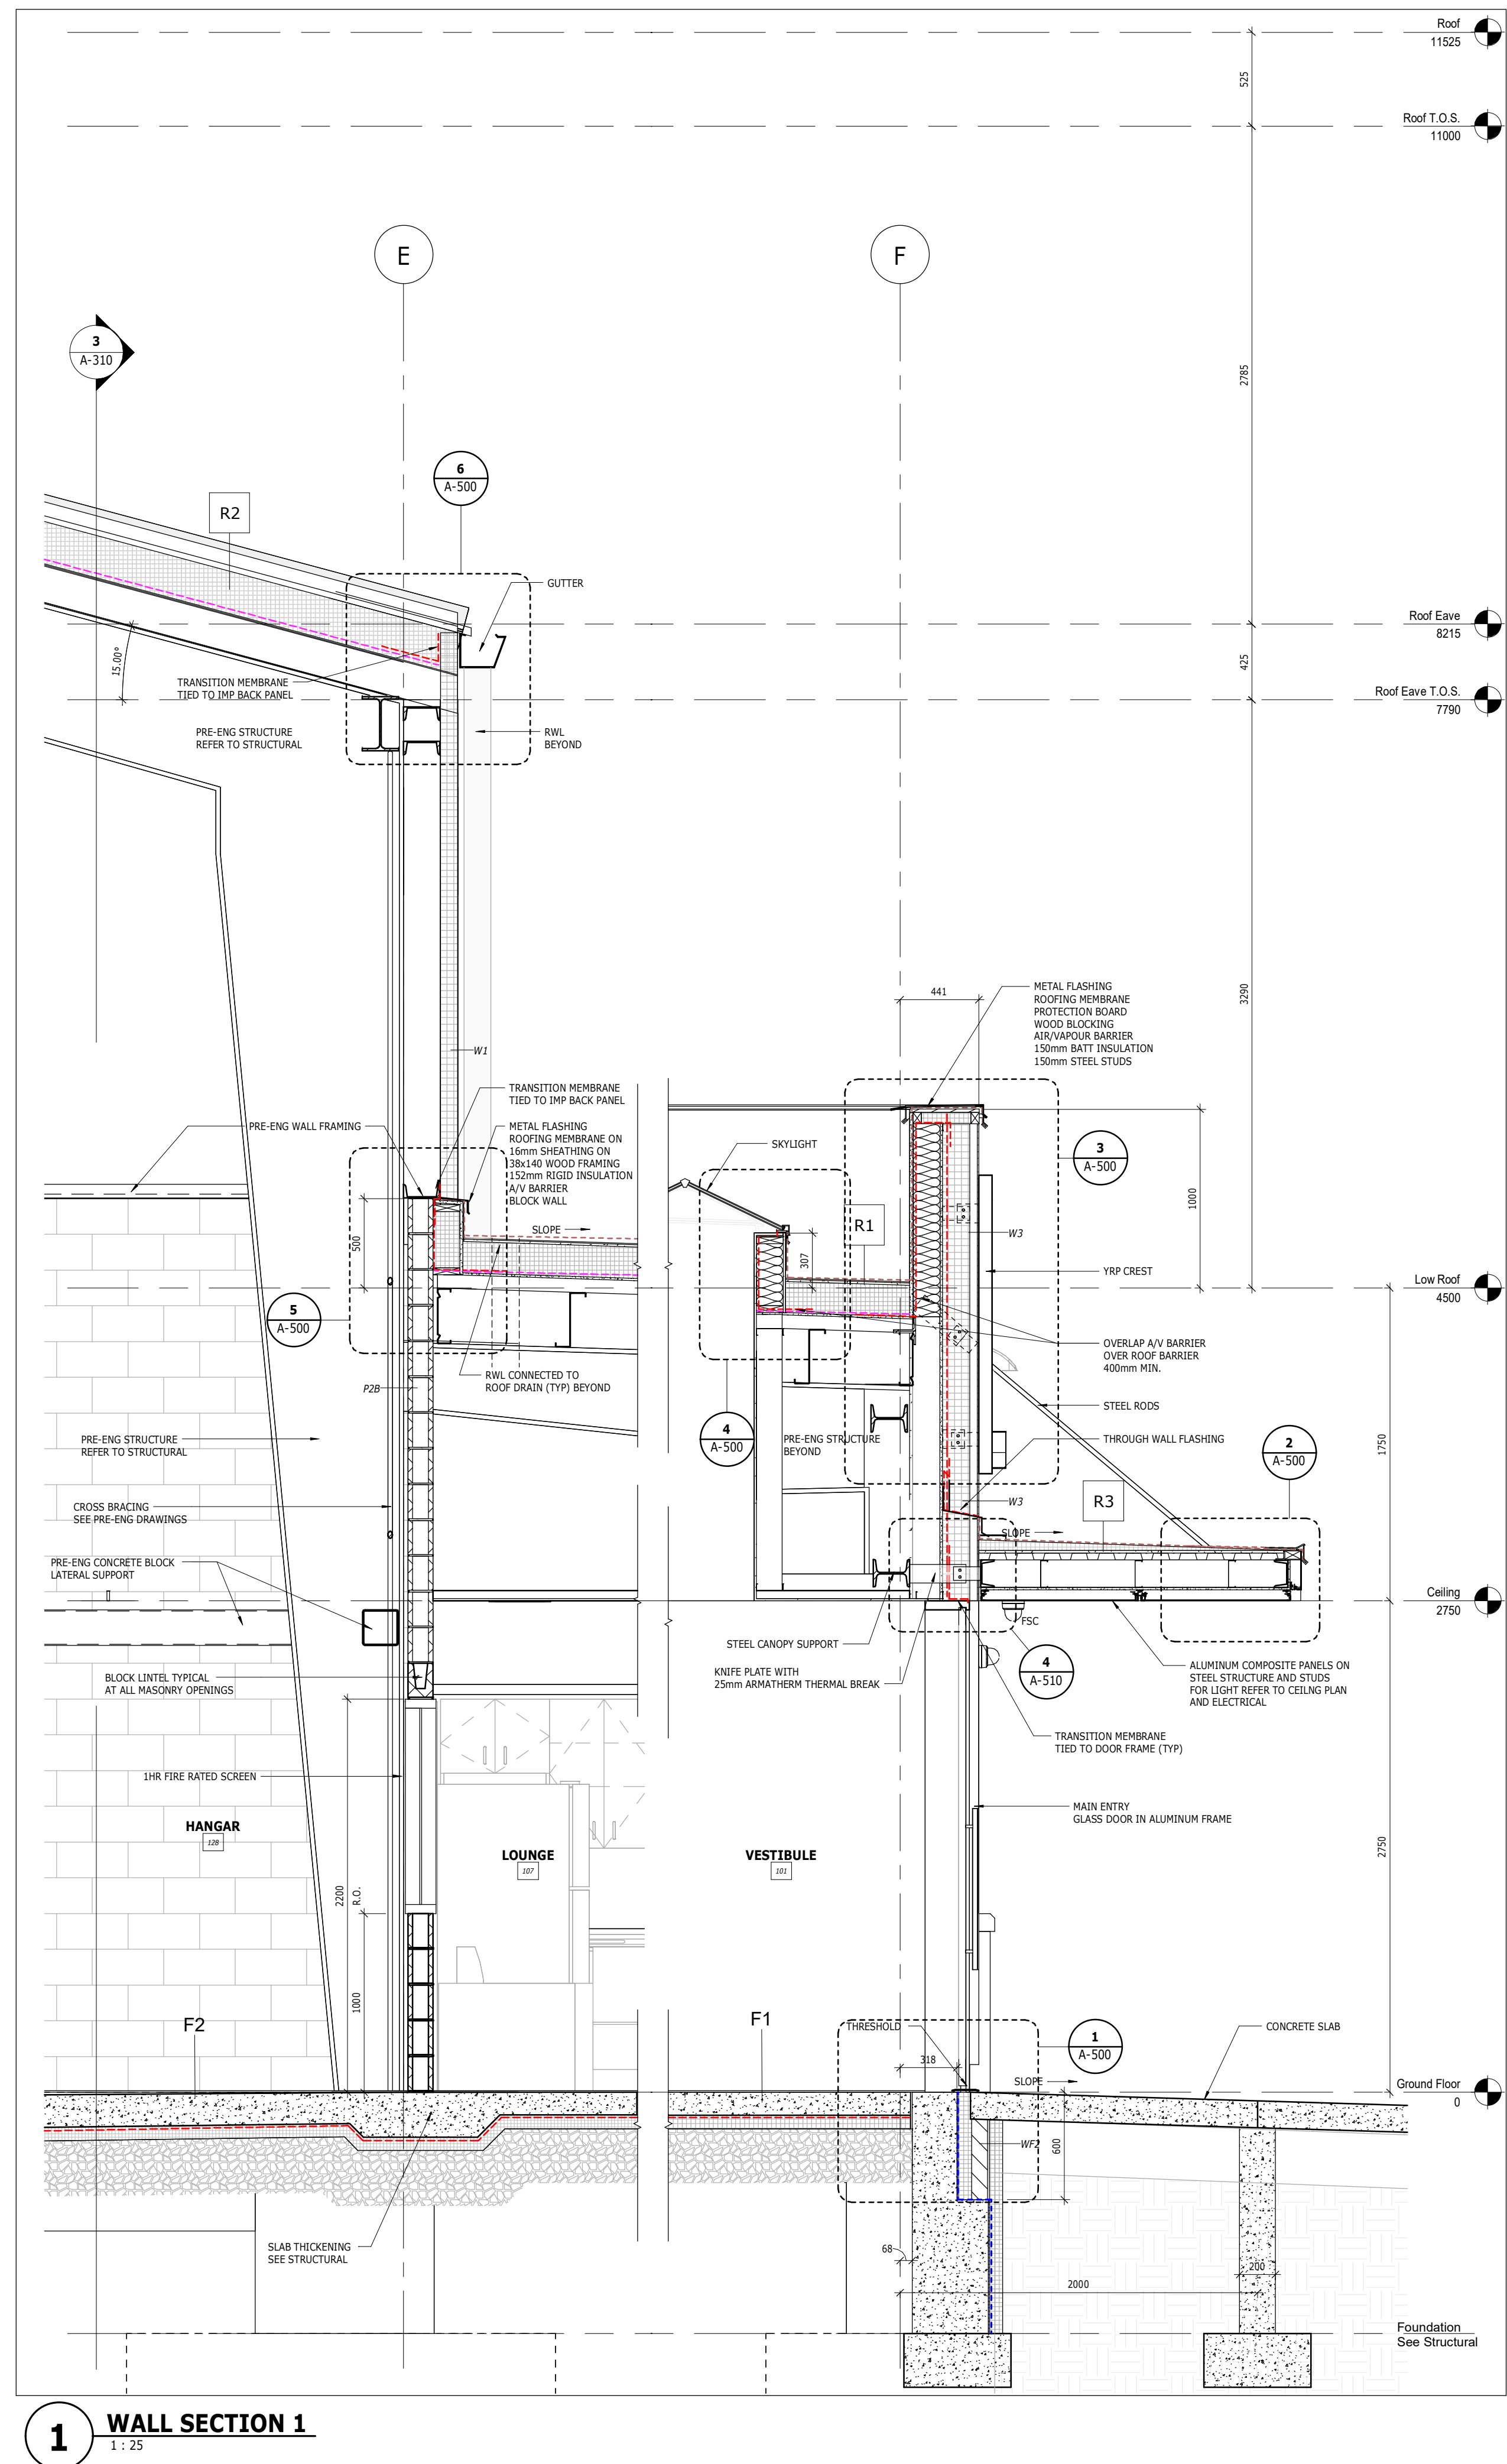 Roof
11525
525
Roof T.O.S.
11000
E
F
3
A-310
2785
6
A-500
R2
GUTTER
Roof Eave
8215
15.00°
425
TRANSITION MEMBRANE
TIED TO IMP BACK PANEL
Roof Eave T.O.S.
7790
PRE-ENG STRUCTURE
REFER TO STRUCTURAL
RWL
BEYOND
3290
441
METAL FLASHING
ROOFING MEMBRANE
PROTECTION BOARD
WOOD BLOCKING
AIR/VAPOUR BARRIER
150mm BATT INSULATION
150mm STEEL STUDS
W1
TRANSITION MEMBRANE
TIED TO IMP BACK PANEL
PRE-ENG WALL FRAMING
METAL FLASHING
ROOFING MEMBRANE ON
16mm SHEATHING ON
38x140 WOOD FRAMING
152mm RIGID INSULATION
A/V BARRIER
BLOCK WALL
SKYLIGHT
3
A-500
1000
SLOPE
R1
W3
500
307
YRP CREST
Low Roof
4500
5
A-500
OVERLAP A/V BARRIER
OVER ROOF BARRIER
400mm MIN.
RWL CONNECTED TO
ROOF DRAIN (TYP) BEYOND
P2B
STEEL RODS
4
A-500
PRE-ENG STRUCTURE
BEYOND
PRE-ENG STRUCTURE
REFER TO STRUCTURAL
THROUGH WALL FLASHING
2
A-500
1750
CROSS BRACING
SEE PRE-ENG DRAWINGS
W3
R3
SLOPE
PRE-ENG CONCRETE BLOCK
LATERAL SUPPORT
Ceiling
2750
FSC
STEEL CANOPY SUPPORT
4
A-510
BLOCK LINTEL TYPICAL
AT ALL MASONRY OPENINGS
KNIFE PLATE WITH
25mm ARMATHERM THERMAL BREAK
ALUMINUM COMPOSITE PANELS ON
STEEL STRUCTURE AND STUDS
FOR LIGHT REFER TO CEILNG PLAN
AND ELECTRICAL
TRANSITION MEMBRANE
TIED TO DOOR FRAME (TYP)
1HR FIRE RATED SCREEN
MAIN ENTRY
GLASS DOOR IN ALUMINUM FRAME
HANGAR
128
LOUNGE
107
VESTIBULE
101
2750
2200
R.O.
1000
F2
F1
THRESHOLD
1
A-500
CONCRETE SLAB
318
SLOPE
Ground Floor
0
WF2
600
SLAB THICKENING
SEE STRUCTURAL
68
200
2000
Foundation
See Structural
1
WALL SECTION 1
1 : 25